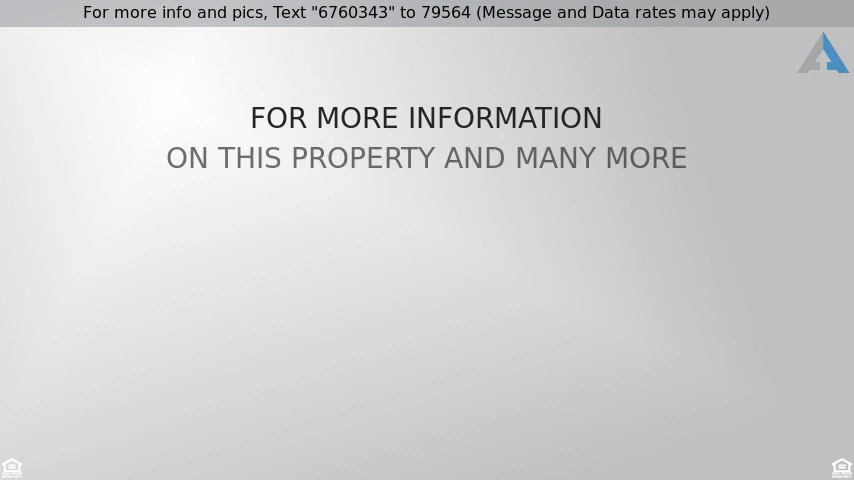 For more info and pics, Text "6760343" to 79564 (Message and Data rates may apply)
FOR MORE INFORMATION
ON THIS PROPERTY AND MANY MORE